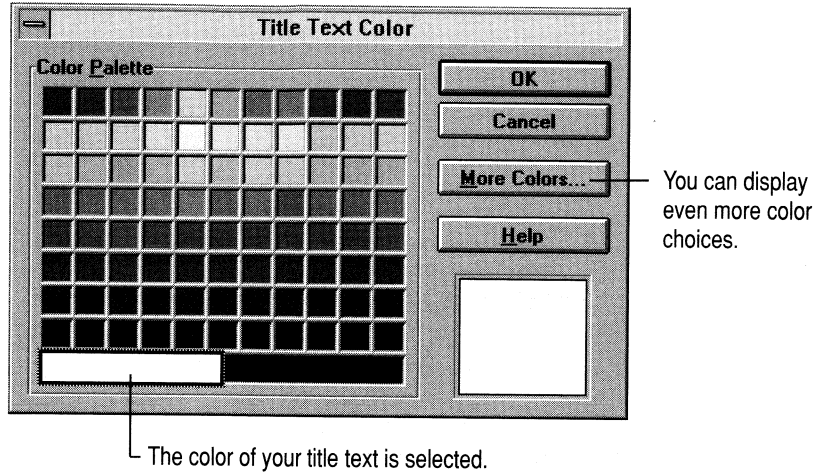 Title Text Color
Color Palette
OK
Cancel
More Colors...
Help
You can display
even more color
choices.
The color of your title text is selected.